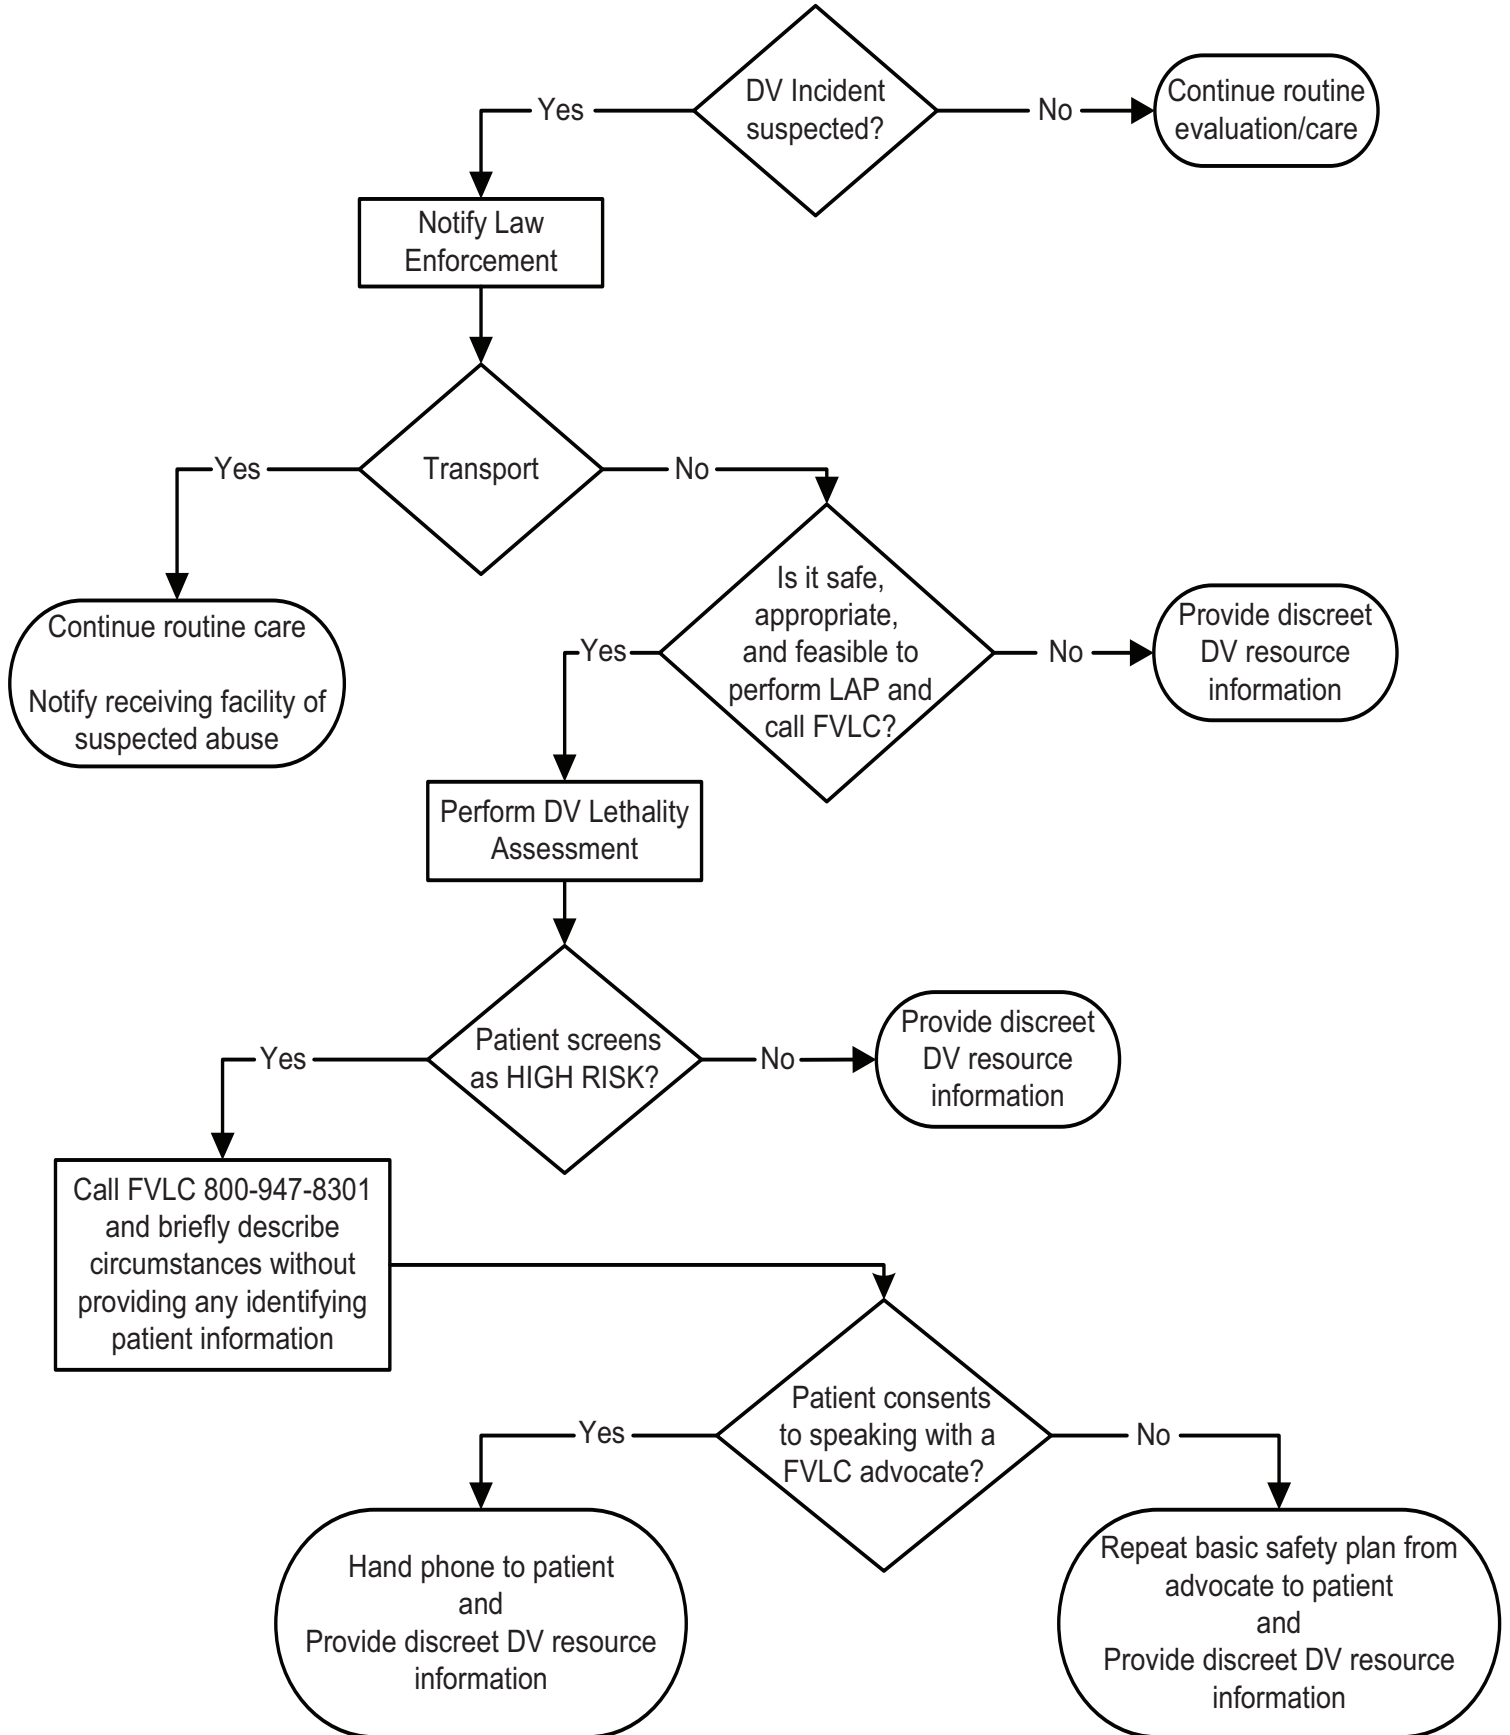 DV Incident
suspected?
Yes
No
Continue routine
evaluation/care
Notify Law
Enforcement
Transport
Yes
No
Continue routine care
Notify receiving facility of
suspected abuse
Is it safe,
appropriate,
and feasible to
perform LAP and
call FVLC?
Yes
No
Provide discreet
DV resource
information
Perform DV Lethality
Assessment
Patient screens
as HIGH RISK?
Yes
No
Provide discreet
DV resource
information
Call FVLC 800-947-8301
and briefly describe
circumstances without
providing any identifying
patient information
Patient consents
to speaking with a
FVLC advocate?
Yes
No
Hand phone to patient
and
Provide discreet DV resource
information
Repeat basic safety plan from
advocate to patient
and
Provide discreet DV resource
information